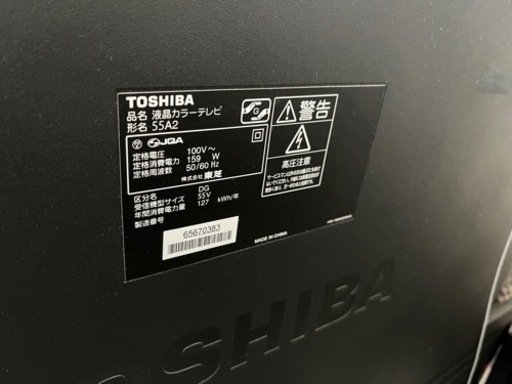 TOSHIBA
品名 液晶カラーテレビ
形名 55A2
JQA
定格電圧 100V～
定格消費電力 159 W
定格周波数 50/60 Hz
株式会社 東芝
区分名 DG
受信機型サイズ 55V
年間消費電力量 127 kWh/年
製造番号
65670383
警告
高圧注意
MADE IN CHINA
TOSHIBA